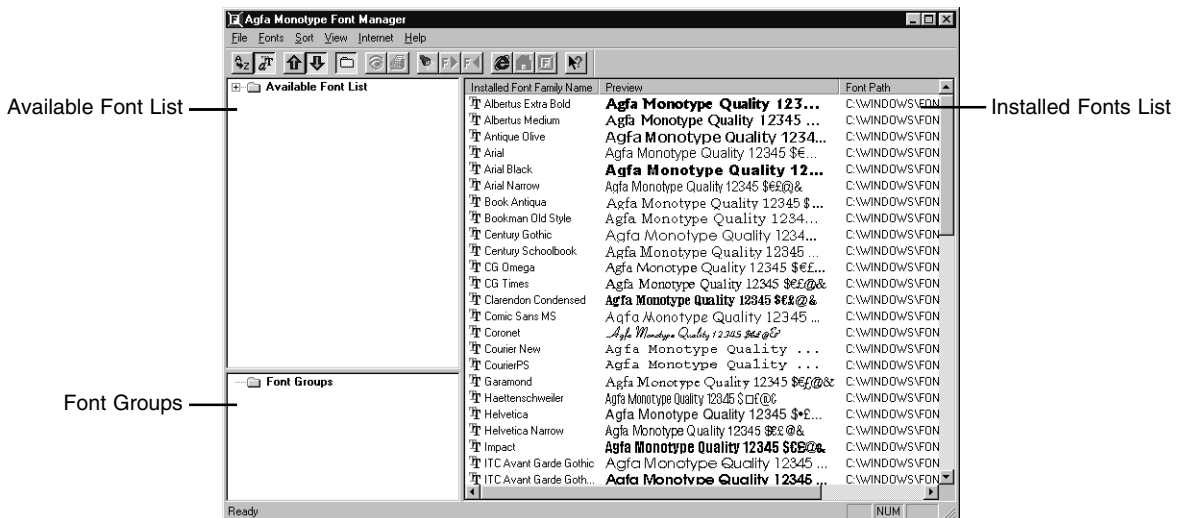 Agfa Monotype Font Manager
File Fonts Sort View Internet Help
Available Font List
Available Font List
Font Groups
Font Groups
Installed Fonts List
Installed Font Family Name Preview Font Path
Albertus Extra Bold Agfa Monotype Quality 123... C:\WINDOWS\FON
Albertus Medium Agfa Monotype Quality 12345 ... C:\WINDOWS\FON
Antique Olive Agfa Monotype Quality 1234... C:\WINDOWS\FON
Arial Agfa Monotype Quality 12345 $€... C:\WINDOWS\FON
Arial Black Agfa Monotype Quality 12... C:\WINDOWS\FON
Arial Narrow Agfa Monotype Quality 12345 $€£@& C:\WINDOWS\FON
Book Antiqua Agfa Monotype Quality 12345 $... C:\WINDOWS\FON
Bookman Old Style Agfa Monotype Quality 1234... C:\WINDOWS\FON
Century Gothic Agfa Monotype Quality 1234... C:\WINDOWS\FON
Century Schoolbook Agfa Monotype Quality 12345 ... C:\WINDOWS\FON
CG Omega Agfa Monotype Quality 12345 $€£... C:\WINDOWS\FON
CG Times Agfa Monotype Quality 12345 $€£@& C:\WINDOWS\FON
Clarendon Condensed Agfa Monotype Quality 12345 $€£@& C:\WINDOWS\FON
Comic Sans MS Agfa Monotype Quality 12345 ... C:\WINDOWS\FON
Coronet Agfa Monotype Quality 12345 $€£@& C:\WINDOWS\FON
Courier New Agfa Monotype Quality ... C:\WINDOWS\FON
CourierPS Agfa Monotype Quality ... C:\WINDOWS\FON
Garamond Agfa Monotype Quality 12345 $€£@& C:\WINDOWS\FON
Haettenschweiler Agfa Monotype Quality 12345 $□£@& C:\WINDOWS\FON
Helvetica Agfa Monotype Quality 12345 $•£... C:\WINDOWS\FON
Helvetica Narrow Agfa Monotype Quality 12345 $€£@& C:\WINDOWS\FON
Impact Agfa Monotype Quality 12345 $€£@& C:\WINDOWS\FON
ITC Avant Garde Gothic Agfa Monotype Quality 12345 ... C:\WINDOWS\FON
ITC Avant Garde Goth... Agfa Monotype Quality 12345 ... C:\WINDOWS\FON
Ready NUM